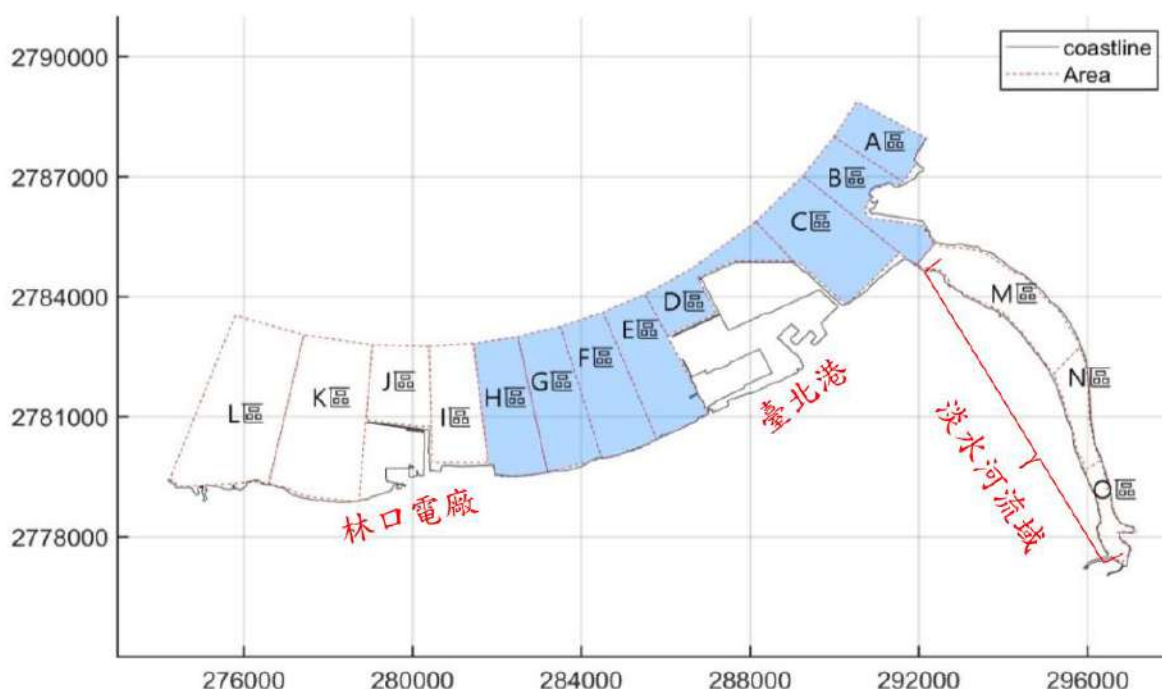 2790000
2787000
2784000
2781000
2778000
276000
280000
284000
288000
292000
296000
coastline
Area
A區
B區
C區
D區
E區
F區
G區
H區
I區
J區
K區
L區
M區
N區
O區
臺北港
林口電廠
淡水河流域